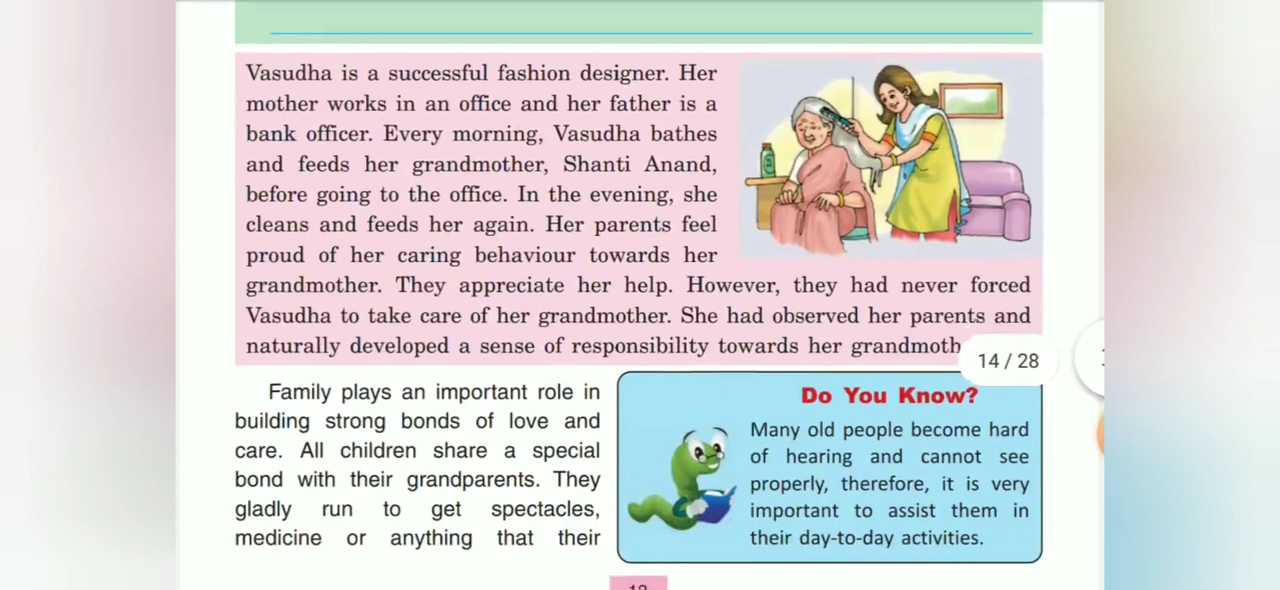 Vasudha is a successful fashion designer. Her
mother works in an office and her father is a
bank officer. Every morning, Vasudha bathes
and feeds her grandmother, Shanti Anand,
before going to the office. In the evening, she
cleans and feeds her again. Her parents feel
proud of her caring behaviour towards her
grandmother. They appreciate her help. However, they had never forced
Vasudha to take care of her grandmother. She had observed her parents and
naturally developed a sense of responsibility towards her grandmoth
14 / 28
Family plays an important role in
building strong bonds of love and
care. All children share a special
bond with their grandparents. They
gladly run to get spectacles,
medicine or anything that their
Do You Know?
Many old people become hard
of hearing and cannot see
properly, therefore, it is very
important to assist them in
their day-to-day activities.